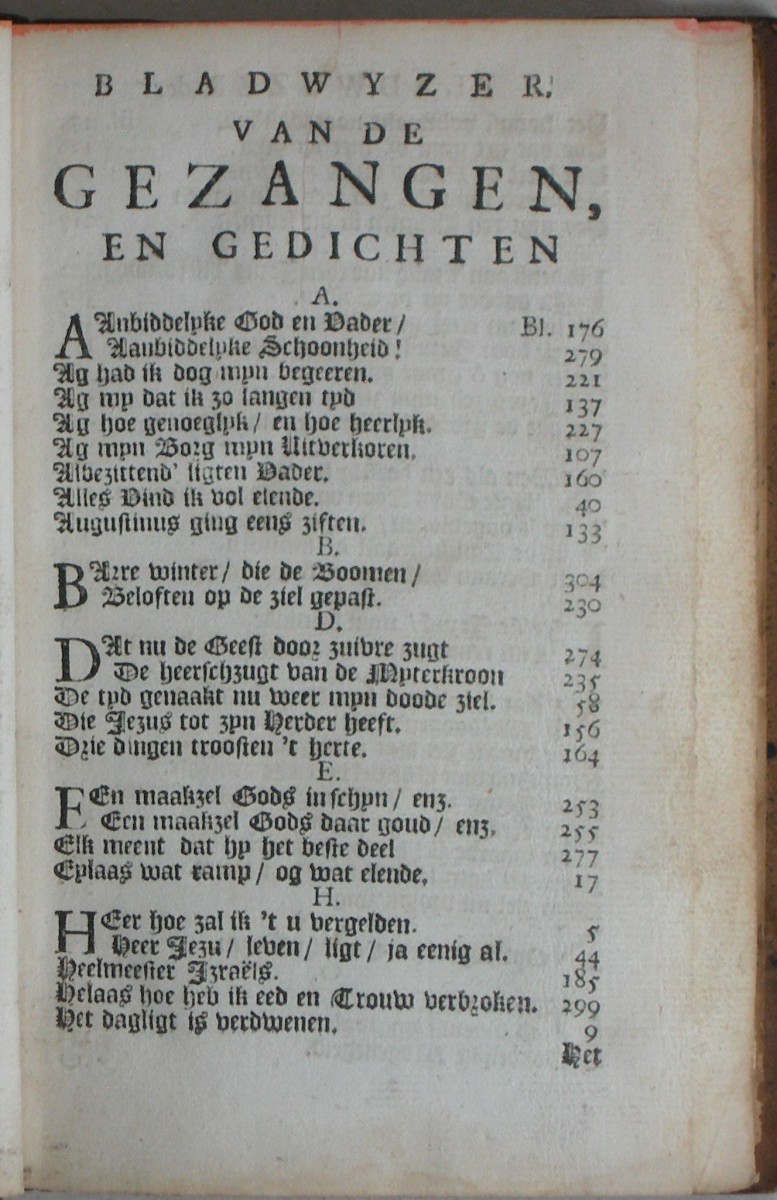 BLADWYZER.
VAN DE
GEZANGEN,
EN GEDICHTEN
A.
AAnbiddelyke God en Vader / Bl. 176
Aanbiddelyke Schoonheid! 279
Ag had ik dog myn begeeren. 221
Ag my dat ik zo langen tyd 137
Ag hoe genoeglyk / en hoe heerlyk. 227
Ag myn Borg myn Uitverkoren. 107
Albezittend' ligten Vader. 160
Alles Vind ik vol elende. 40
Augustinus ging eens ziften. 133
B.
BArre winter / die de Boomen / 304
Beloften op de ziel gepast. 230
D.
DAt nu de Geest door zuivre zugt 274
De heerschzugt van de Myterkroon 235
De tyd genaakt nu weer myn doode ziel. 58
Die Jezus tot zyn Herder heeft. 156
Drie dingen troosten 't herte. 164
E.
EEn maakzel Gods in schyn / enz. 253
Een maakzel Gods daar goud / enz. 255
Elk meent dat hy het beste deel 277
Eylaas wat ramp / og wat elende. 17
H.
HEer hoe zal ik 't u vergelden. 5
Heer Jezu / leven / ligt / ja eenig al. 44
Heelmeester Izraëls. 185
Helaas hoe heb ik eed en Trouw verbroken. 299
Het dagligt is verdwenen. 9
Het